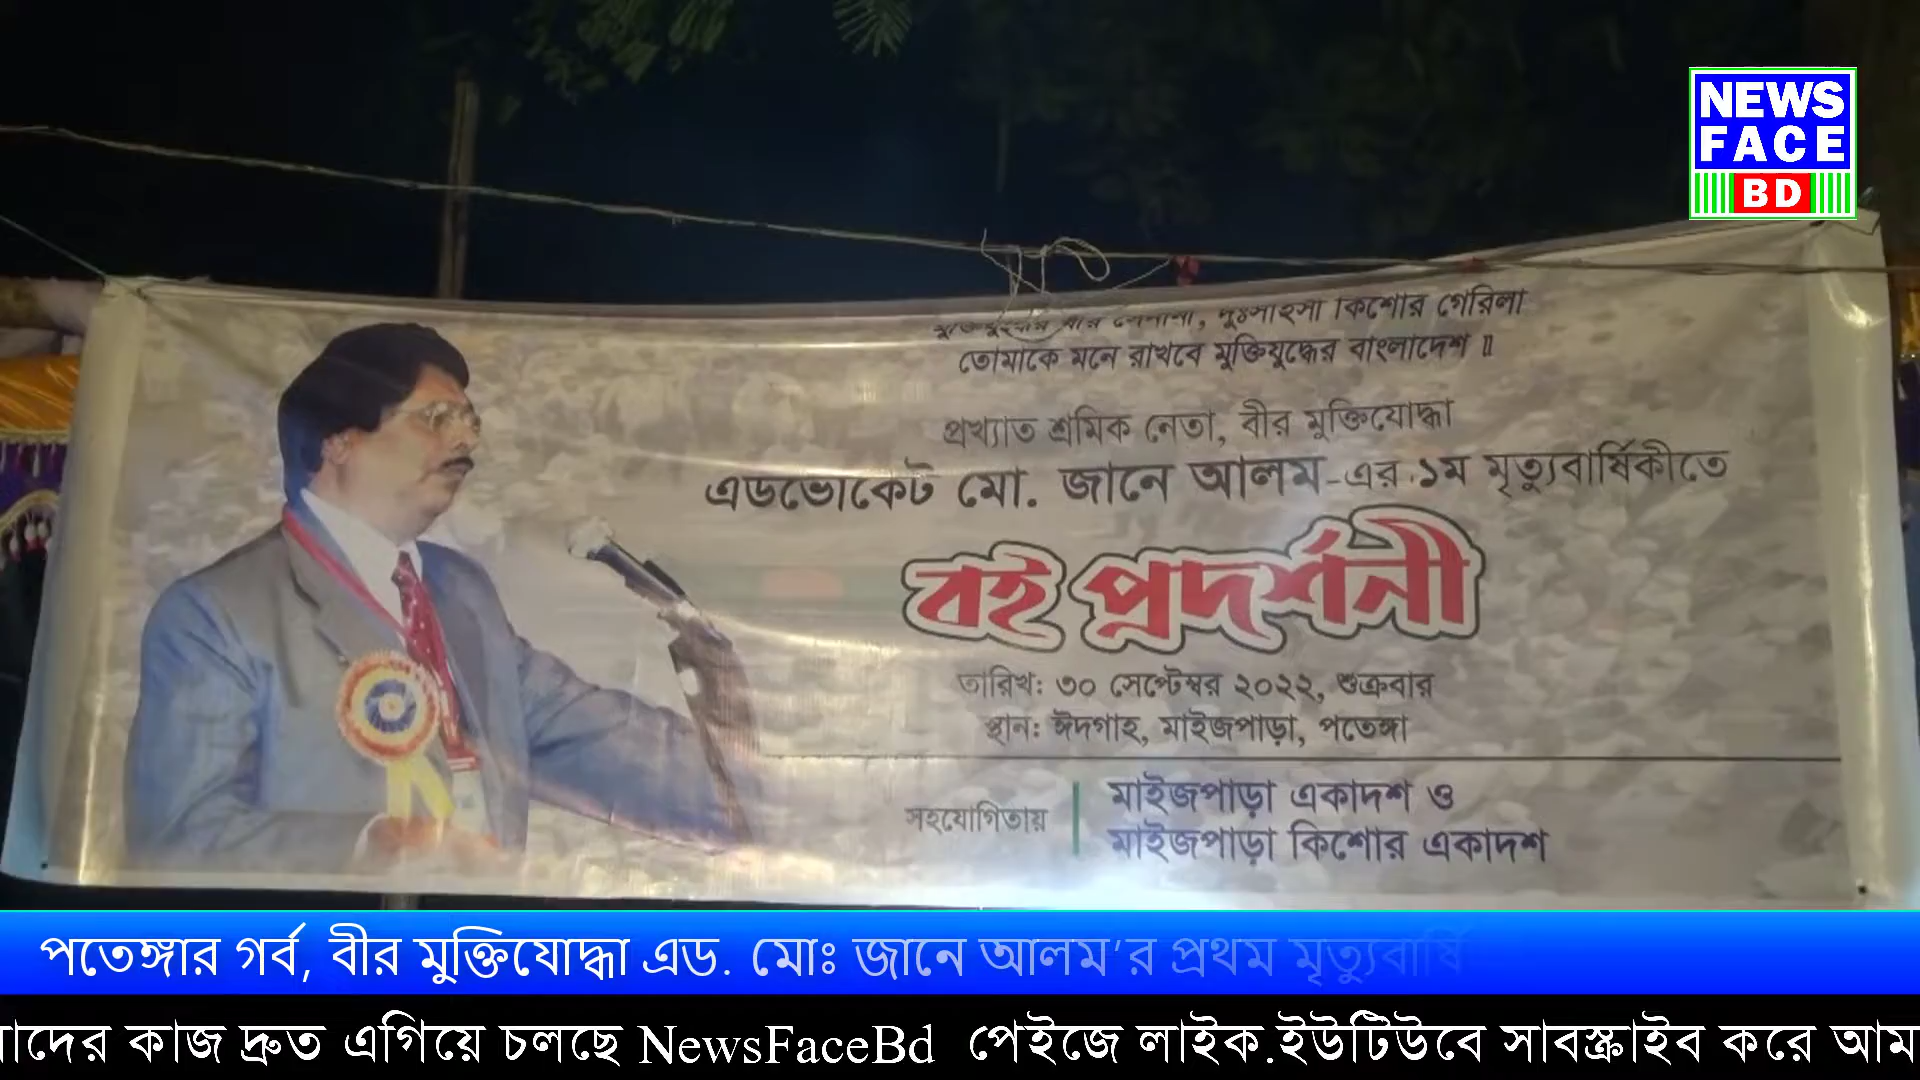 NEWS
FACE
BD
দুঃসাহসী কিশোর গেরিলা
তোমাকে মনে রাখবে মুক্তিযুদ্ধের বাংলাদেশ ॥
প্রখ্যাত শ্রমিক নেতা, বীর মুক্তিযোদ্ধা
এডভোকেট মো. জানে আলম-এর ১ম মৃত্যুবার্ষিকীতে
বই প্রদর্শনী
তারিখ: ৩০ সেপ্টেম্বর ২০২২, শুক্রবার
স্থান: ঈদগাহ, মাইজপাড়া, পতেঙ্গা
সহযোগিতায়
মাইজপাড়া একাদশ ও
মাইজপাড়া কিশোর একাদশ
পতেঙ্গার গর্ব, বীর মুক্তিযোদ্ধা এড. মোঃ জানে আলম'র প্রথম মৃত্যুবার্ষি
াদের কাজ দ্রুত এগিয়ে চলছে NewsFaceBd পেইজে লাইক.ইউটিউবে সাবস্ক্রাইব করে আম